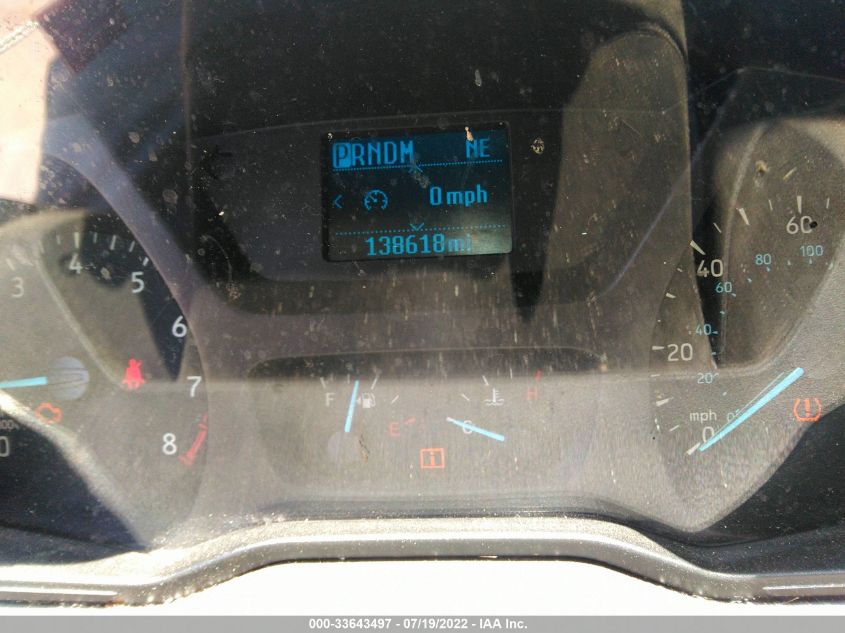 PRNDM NE
0mph
138618mi
3 4 5 6 7 8
F E
C H
0 20 40 60
mph
0 20 40 60 80 100
000-33643497 - 07/19/2022 - IAA Inc.